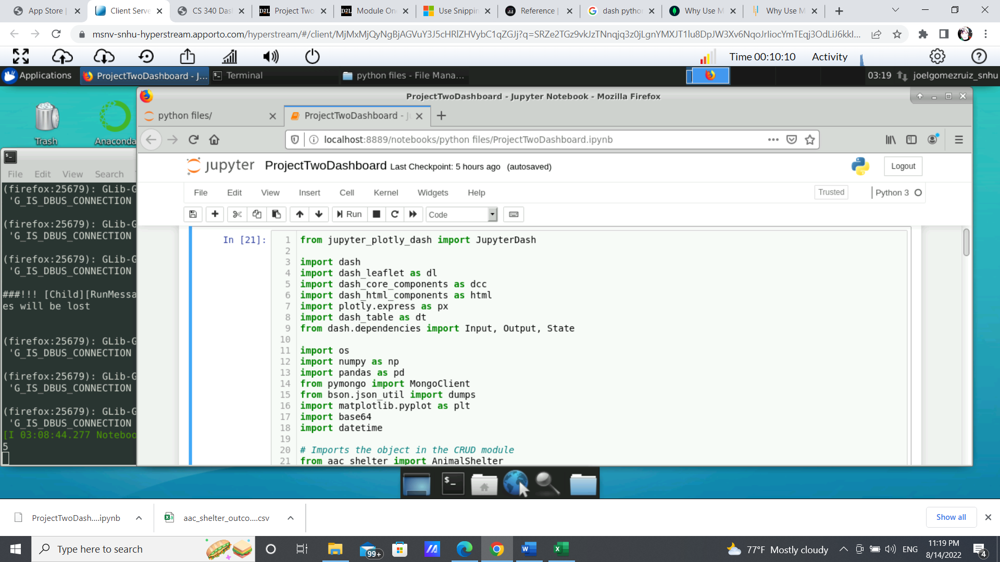 App Store |
Client Serve
CS 340 Das
Project Two
Module One
Use Snippin
Reference |
dash pytho
Why Use M
Why Use M
msnv-snhu-hyperstream.apporto.com/hyperstream/#/client/
Time 00:10:10 Activity
Applications
ProjectTwoDashboard - J...
Terminal
python files - File Mana...
03:19
joelgomezruiz_snhu
ProjectTwoDashboard - Jupyter Notebook - Mozilla Firefox
python files/
ProjectTwoDashboard - Ju
Trash
Anaconda
localhost:8889/notebooks/python files/ProjectTwoDashboard.ipynb
jupyter ProjectTwoDashboard Last Checkpoint: 5 hours ago (autosaved)
Logout
File Edit View Search
File Edit View Insert Cell Kernel Widgets Help
Trusted
Python 3
Run
Code
(firefox:25679): GLib-G
'G_IS_DBUS_CONNECTION
(firefox:25679): GLib-G
'G_IS_DBUS_CONNECTION
(firefox:25679): GLib-G
'G_IS_DBUS_CONNECTION
###!!! [Child][RunMessa
es will be lost
(firefox:25679): GLib-G
'G_IS_DBUS_CONNECTION
(firefox:25679): GLib-G
'G_IS_DBUS_CONNECTION
(firefox:25679): GLib-G
'G_IS_DBUS_CONNECTION
[I 03:08:44.277 Noteboo
5
In [21]:
1 from jupyter_plotly_dash import JupyterDash
2
3 import dash
4 import dash_leaflet as dl
5 import dash_core_components as dcc
6 import dash_html_components as html
7 import plotly.express as px
8 import dash_table as dt
9 from dash.dependencies import Input, Output, State
10
11 import os
12 import numpy as np
13 import pandas as pd
14 from pymongo import MongoClient
15 from bson.json_util import dumps
16 import matplotlib.pyplot as plt
17 import base64
18 import datetime
19
20 # Imports the object in the CRUD module
21 from aac_shelter import AnimalShelter
$_
ProjectTwoDash....ipynb
aac_shelter_outco....csv
Show all
Type here to search
99+
77°F Mostly cloudy
ENG
11:19 PM
8/14/2022
4